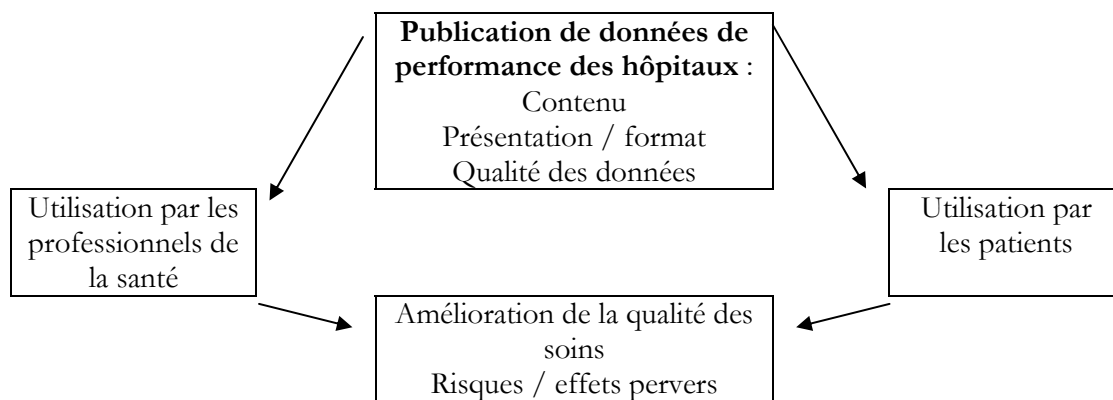 Publication de données de
performance des hôpitaux :
Contenu
Présentation / format
Qualité des données
Utilisation par les
professionnels de
la santé
Utilisation par
les patients
Amélioration de la qualité des
soins
Risques / effets pervers